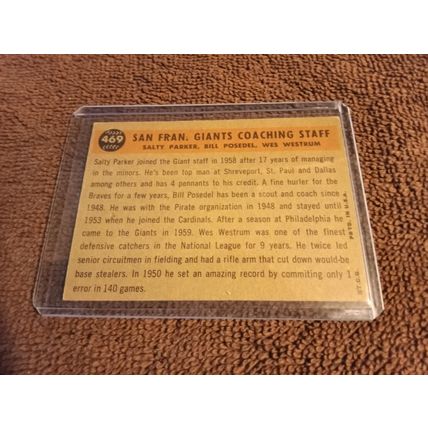 469
SAN FRAN. GIANTS COACHING STAFF
SALTY PARKER, BILL POSEDEL, WES WESTRUM
Salty Parker joined the Giant staff in 1958 after 17 years of managing
in the minors. He's been top man at Shreveport, St. Paul and Dallas
among others and has 4 pennants to his credit. A fine hurler for the
Braves for a few years, Bill Posedel has been a scout and coach since
1948. He was with the Pirate organization in 1948 and stayed until
1953 when he joined the Cardinals. After a season at Philadelphia he
came to the Giants in 1959. Wes Westrum was one of the finest
defensive catchers in the National League for 9 years. He twice led
senior circuitmen in fielding and had a rifle arm that cut down would-be
base stealers. In 1950 he set an amazing record by commiting only 1
error in 140 games.
©T.C.G. PRTD. IN U.S.A.